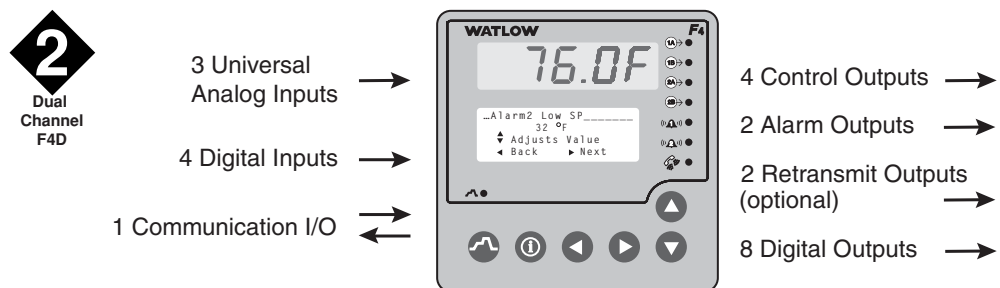 2
Dual
Channel
F4D
3 Universal
Analog Inputs
4 Digital Inputs
1 Communication I/O
WATLOW
F4
76.0F
1A
1B
2A
2B
…Alarm2 Low SP_______
32 °F
Adjusts Value
Back Next
4 Control Outputs
2 Alarm Outputs
2 Retransmit Outputs
(optional)
8 Digital Outputs